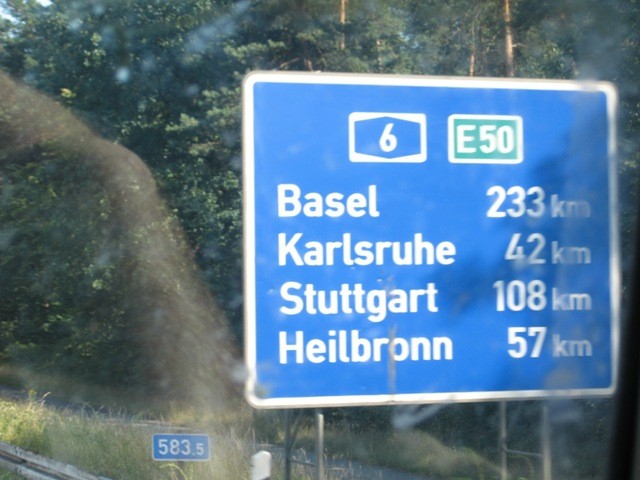 6 E50
Basel 233 km
Karlsruhe 42 km
Stuttgart 108 km
Heilbronn 57 km
583.5